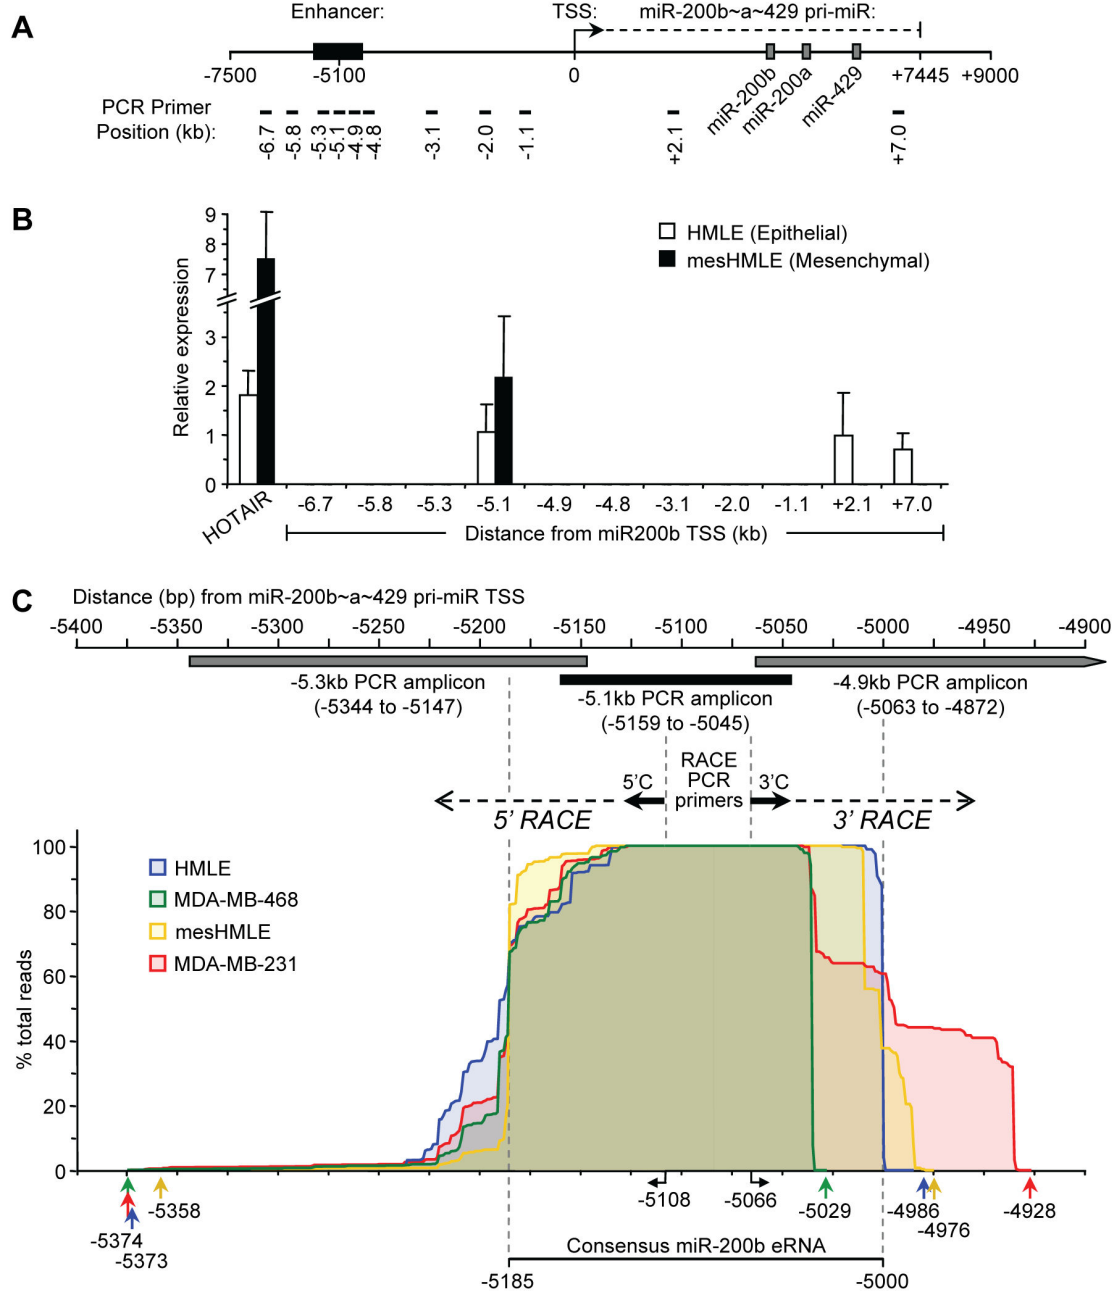 A
Enhancer:
TSS:
miR-200b~a~429 pri-miR:
-7500
-5100
0
+7445
+9000
miR-200b
miR-200a
miR-429
PCR Primer
Position (kb):
-6.7
-5.8
-5.3
-5.1
-4.9
-4.8
-3.1
-2.0
-1.1
+2.1
+7.0
B
HMLE (Epithelial)
mesHMLE (Mesenchymal)
Relative expression
9
8
7
3
2
1
0
HOTAIR
-6.7
-5.8
-5.3
-5.1
-4.9
-4.8
-3.1
-2.0
-1.1
+2.1
+7.0
Distance from miR200b TSS (kb)
C
Distance (bp) from miR-200b~a~429 pri-miR TSS
-5400
-5350
-5300
-5250
-5200
-5150
-5100
-5050
-5000
-4950
-4900
-5.3kb PCR amplicon
(-5344 to -5147)
-5.1kb PCR amplicon
(-5159 to -5045)
-4.9kb PCR amplicon
(-5063 to -4872)
RACE
PCR
primers
5'C
3'C
5' RACE
3' RACE
HMLE
MDA-MB-468
mesHMLE
MDA-MB-231
% total reads
100
80
60
40
20
0
-5358
-5374
-5373
-5108
-5066
-5029
-4986
-4976
-4928
Consensus miR-200b eRNA
-5185
-5000